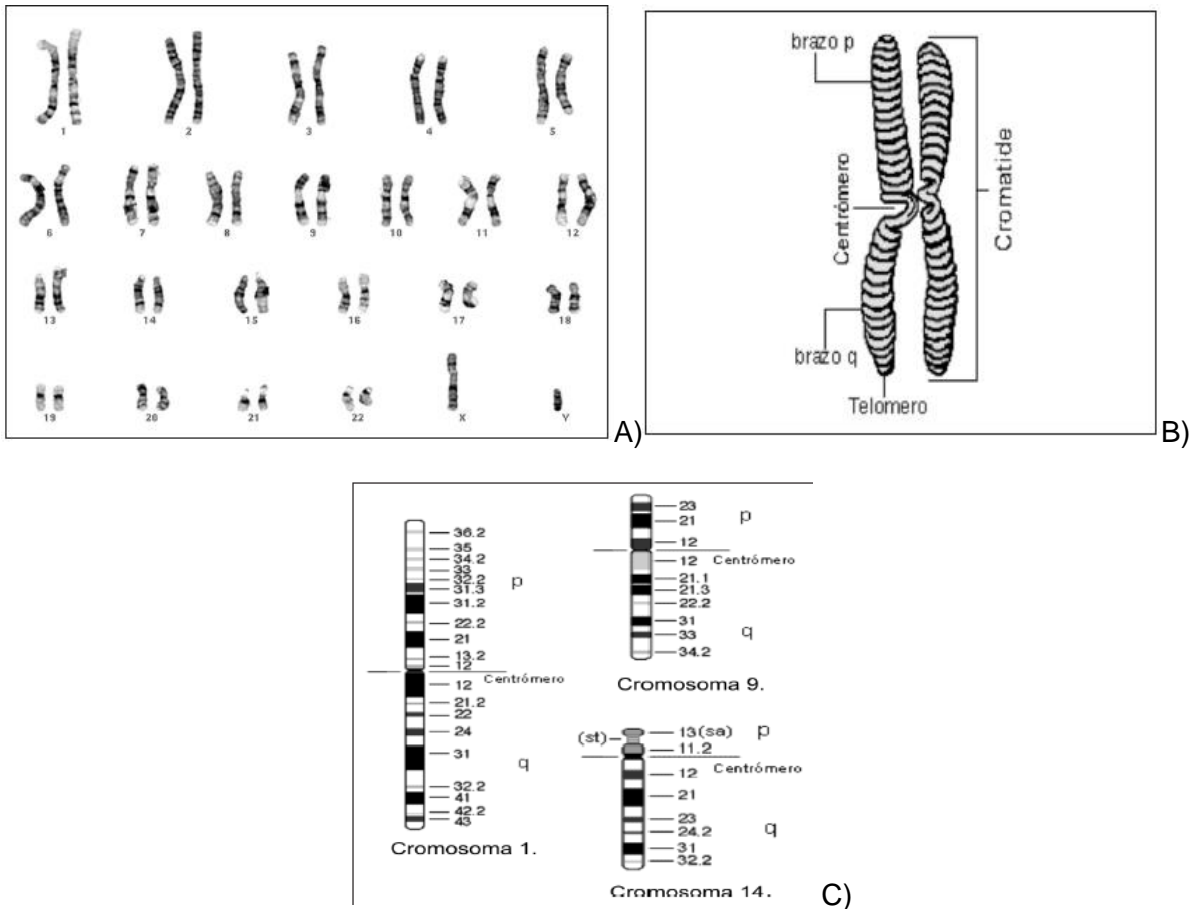 1 2 3 4 5
6 7 8 9 10 11 12
13 14 15 16 17 18
19 20 21 22 X Y
A)
brazo p
Centrómero
Cromatide
brazo q
Telomero
B)
36.2
35
34.2
33
32.2
31.3
p
31.2
22.2
21
13.2
12
Centrómero
12
21.2
22
24
31
q
32.2
41
42.2
43
Cromosoma 1.
23
p
21
12
12 Centrómero
21.1
21.3
22.2
31
33 q
34.2
Cromosoma 9.
13(sa) p
(st)
11.2
Centrómero
12
21
23
q
24.2
31
32.2
Cromosoma 14.
C)